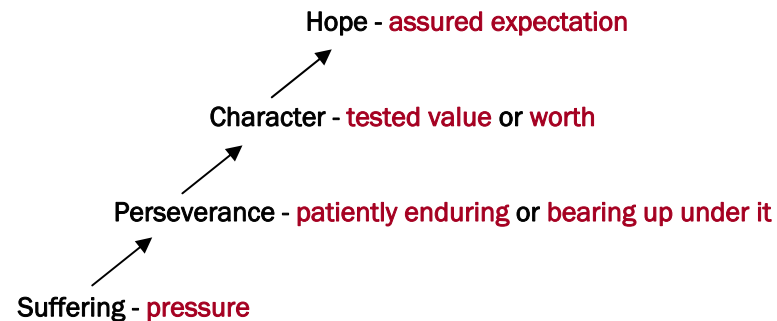 Hope - assured expectation
Character - tested value or worth
Perseverance - patiently enduring or bearing up under it
Suffering - pressure